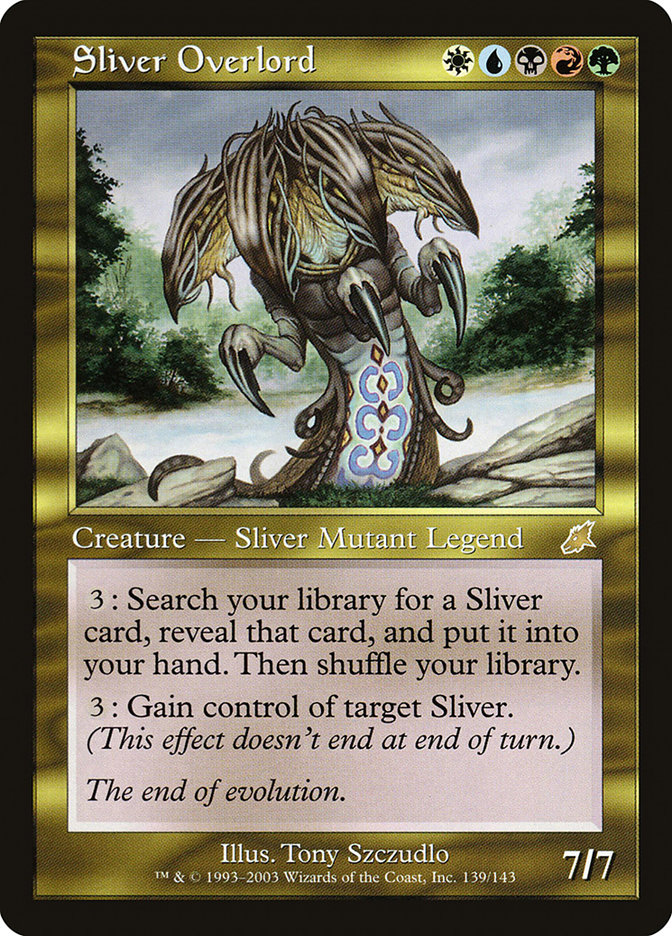 Sliver Overlord
Creature — Sliver Mutant Legend
3: Search your library for a Sliver
card, reveal that card, and put it into
your hand. Then shuffle your library.
3: Gain control of target Sliver.
(This effect doesn't end at end of turn.)
The end of evolution.
Illus. Tony Szczudlo
7/7
™ & © 1993–2003 Wizards of the Coast, Inc. 139/143